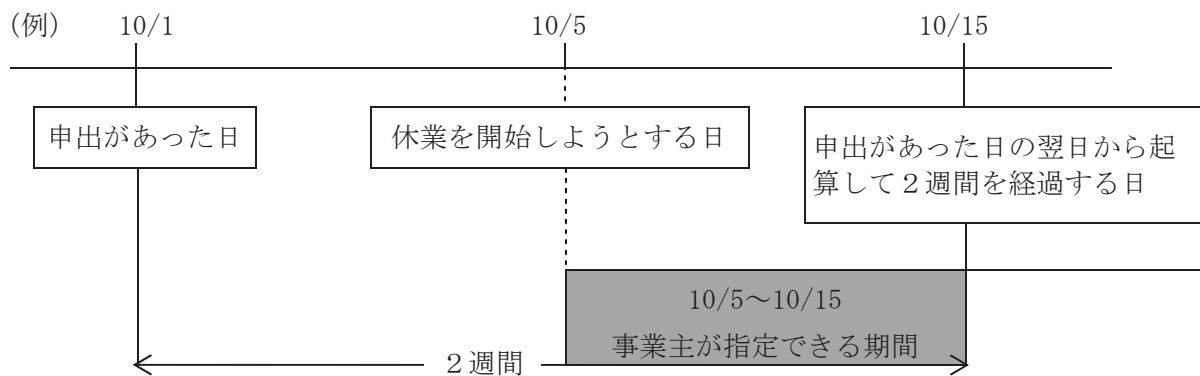 (例) 10/1 10/5 10/15
申出があった日
休業を開始しようとする日
申出があった日の翌日から起
算して２週間を経過する日
10/5～10/15
事業主が指定できる期間
２週間